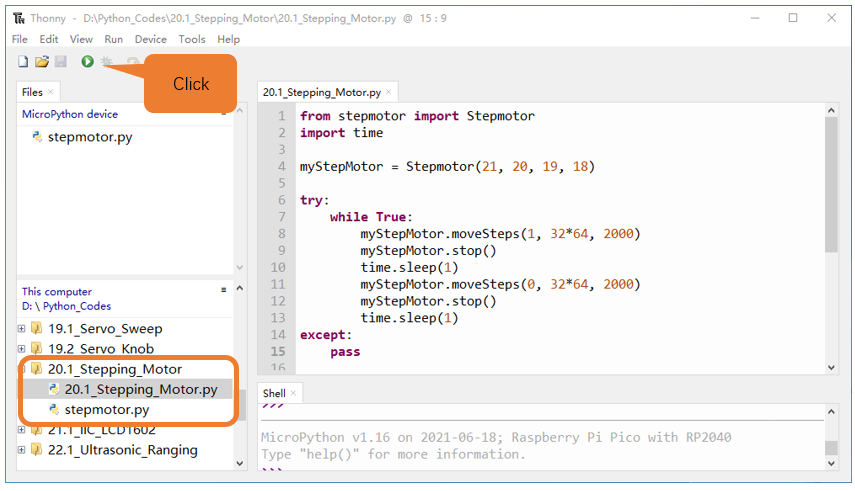 Thonny - D:\Python_Codes\20.1_Stepping_Motor\20.1_Stepping_Motor.py @ 15 : 9
File Edit View Run Device Tools Help
Click
Files ×
MicroPython device
stepmotor.py
This computer
D: \ Python_Codes
19.1_Servo_Sweep
19.2_Servo_Knob
20.1_Stepping_Motor
20.1_Stepping_Motor.py
stepmotor.py
21.1_IIC_LCD1602
22.1_Ultrasonic_Ranging
20.1_Stepping_Motor.py ×
1 from stepmotor import Stepmotor
2 import time
3
4 myStepMotor = Stepmotor(21, 20, 19, 18)
5
6 try:
7     while True:
8         myStepMotor.moveSteps(1, 32*64, 2000)
9         myStepMotor.stop()
10         time.sleep(1)
11         myStepMotor.moveSteps(0, 32*64, 2000)
12         myStepMotor.stop()
13         time.sleep(1)
14 except:
15     pass
16
Shell ×
>>>
MicroPython v1.16 on 2021-06-18; Raspberry Pi Pico with RP2040
Type "help()" for more information.
>>>